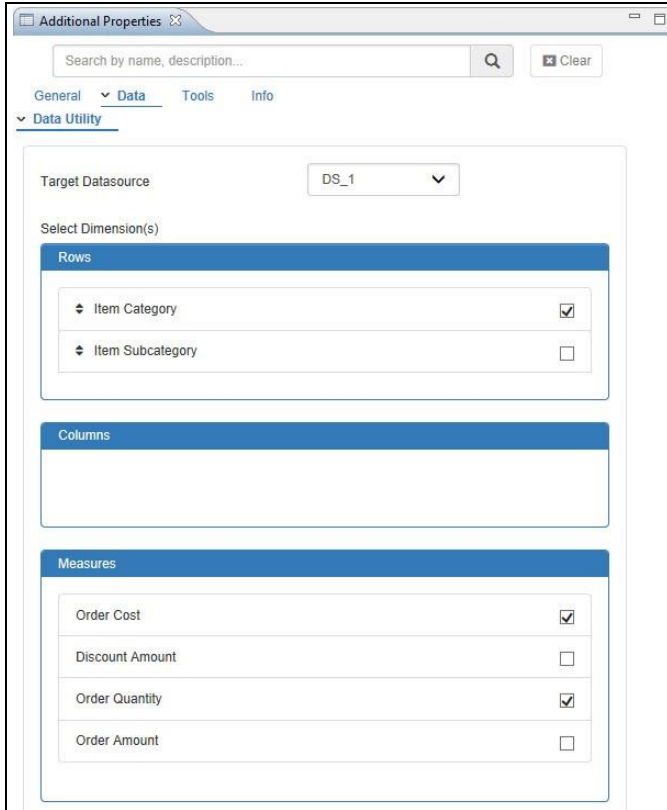 Additional Properties
Search by name, description...
Clear
General Data Tools Info
Data Utility
Target Datasource DS_1
Select Dimension(s)
Rows
Item Category
Item Subcategory
Columns
Measures
Order Cost
Discount Amount
Order Quantity
Order Amount